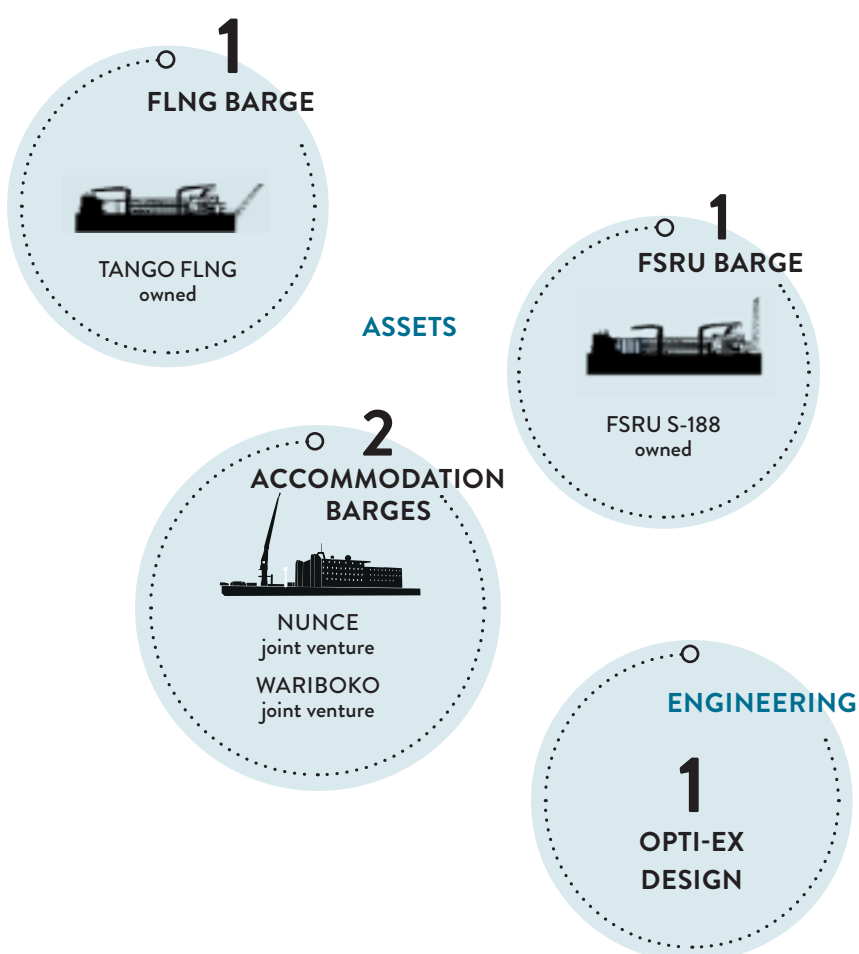 1
FLNG BARGE
TANGO FLNG
owned
1
FSRU BARGE
FSRU S-188
owned
ASSETS
2
ACCOMMODATION
BARGES
NUNCE
joint venture
WARIBOKO
joint venture
ENGINEERING
1
OPTI-EX
DESIGN